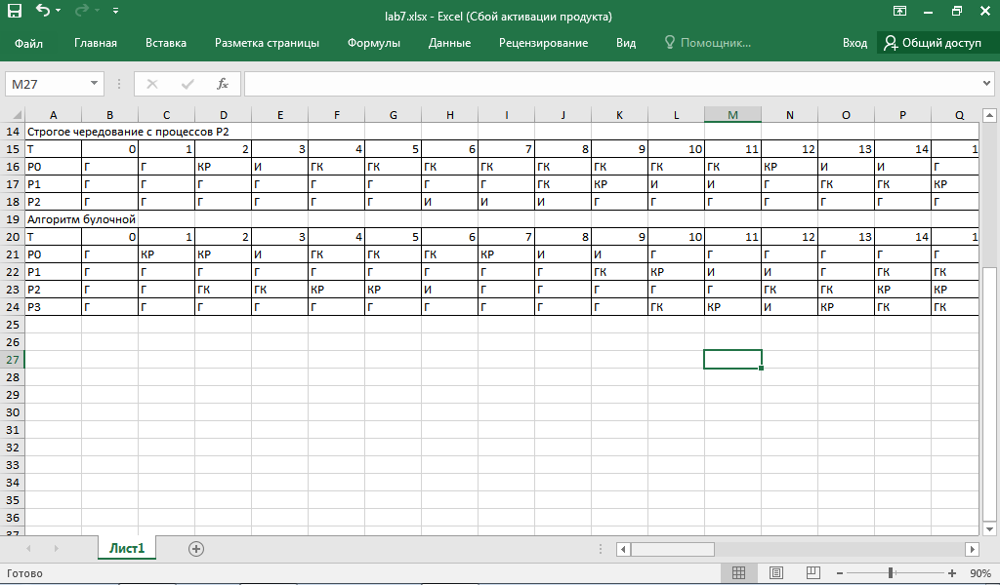 lab7.xlsx - Excel (Сбой активации продукта)
Файл Главная Вставка Разметка страницы Формулы Данные Рецензирование Вид Помощник... Вход Общий доступ
M27 fx
A B C D E F G H I J K L M N O P Q
14 Строгое чередование с процессов P2
15 T 0 1 2 3 4 5 6 7 8 9 10 11 12 13 14 1
16 P0 Г Г КР И ГК ГК ГК ГК ГК ГК ГК ГК КР И И Г
17 P1 Г Г Г Г Г Г Г Г ГК КР И И Г ГК ГК КР
18 P2 Г Г Г Г Г Г И И И Г Г Г Г Г Г Г
19 Алгоритм булочной
20 T 0 1 2 3 4 5 6 7 8 9 10 11 12 13 14 1
21 P0 Г КР КР И ГК ГК ГК КР И И Г Г Г Г Г Г
22 P1 Г Г Г Г Г Г Г Г Г ГК КР И И Г ГК ГК
23 P2 Г Г ГК ГК КР КР И Г Г Г Г Г ГК ГК КР КР
24 P3 Г Г Г Г Г Г Г Г Г Г ГК КР И КР ГК ГК
25
26
27
28
29
30
31
32
33
34
35
36
37
Лист1
Готово 90%